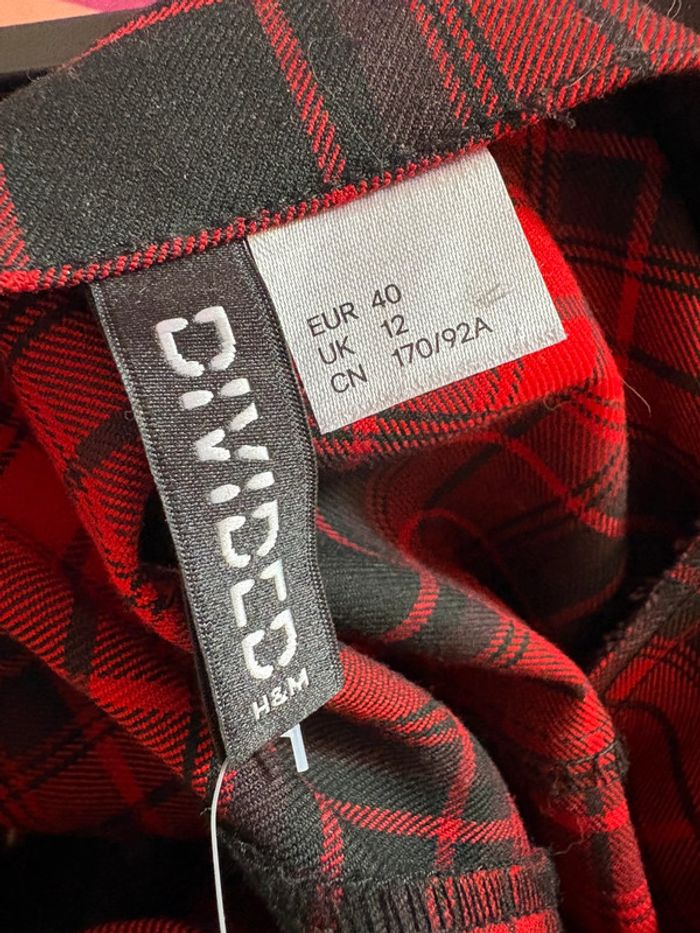 DIVIDED
H&M
EUR 40
UK 12
CN 170/92A